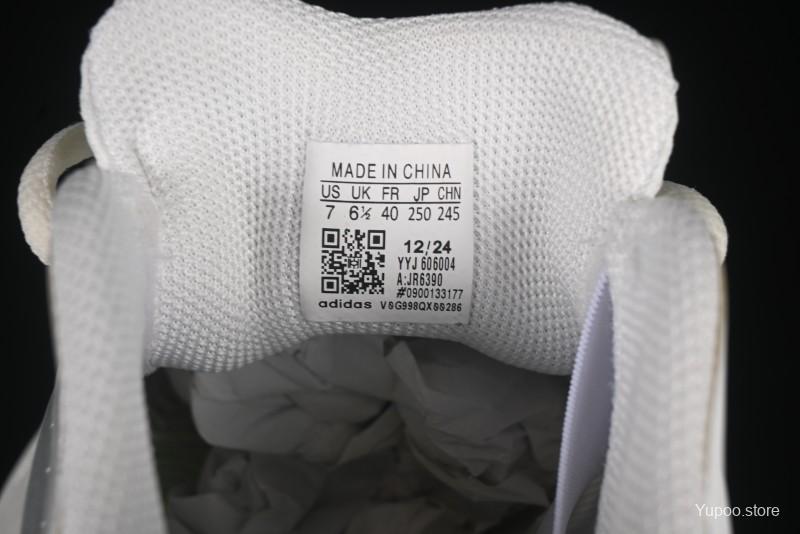 MADE IN CHINA
US UK FR JP CHN
7 6½ 40 250 245
12/24
YYJ 606004
A:JR6390
#0900133177
adidas V0G998QX00286
Yupoo.store